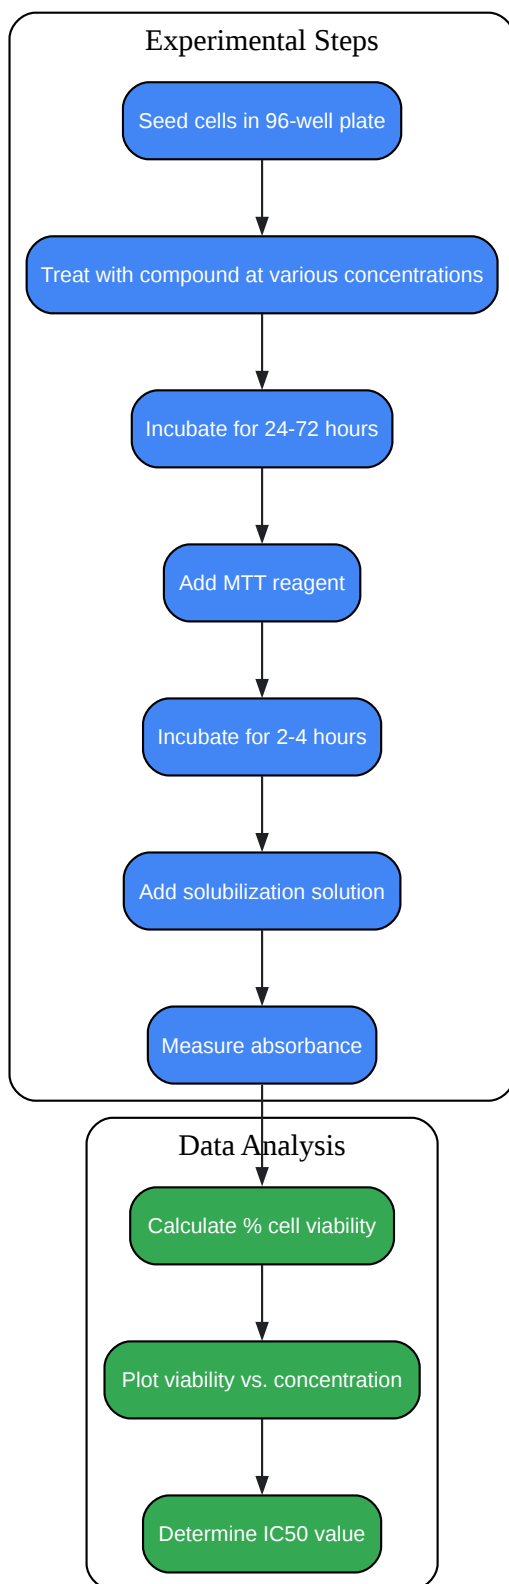 Experimental Steps
Seed cells in 96-well plate
Treat with compound at various concentrations
Incubate for 24-72 hours
Add MTT reagent
Incubate for 2-4 hours
Add solubilization solution
Measure absorbance
Data Analysis
Calculate % cell viability
Plot viability vs. concentration
Determine IC50 value